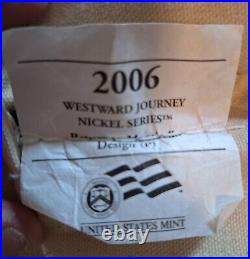 2006
WESTWARD JOURNEY
NICKEL SERIES™
Design (P)
UNITED STATES MINT